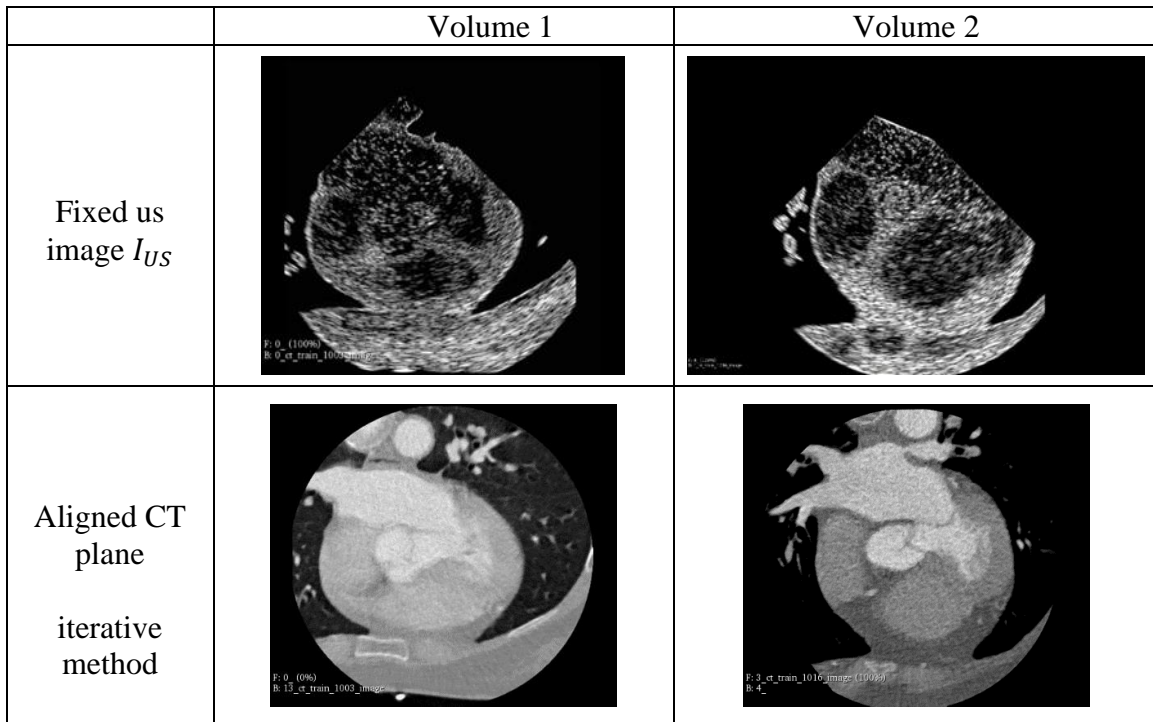 Volume 1
Volume 2
Fixed us
image I_US
F: 0_ (100%)
B: 0_ct_train_1003_image
Aligned CT
plane
iterative
method
F: 0_ (0%)
B: 13_ct_train_1003_image
F: 3_ct_train_1016_image (100%)
B: 4_